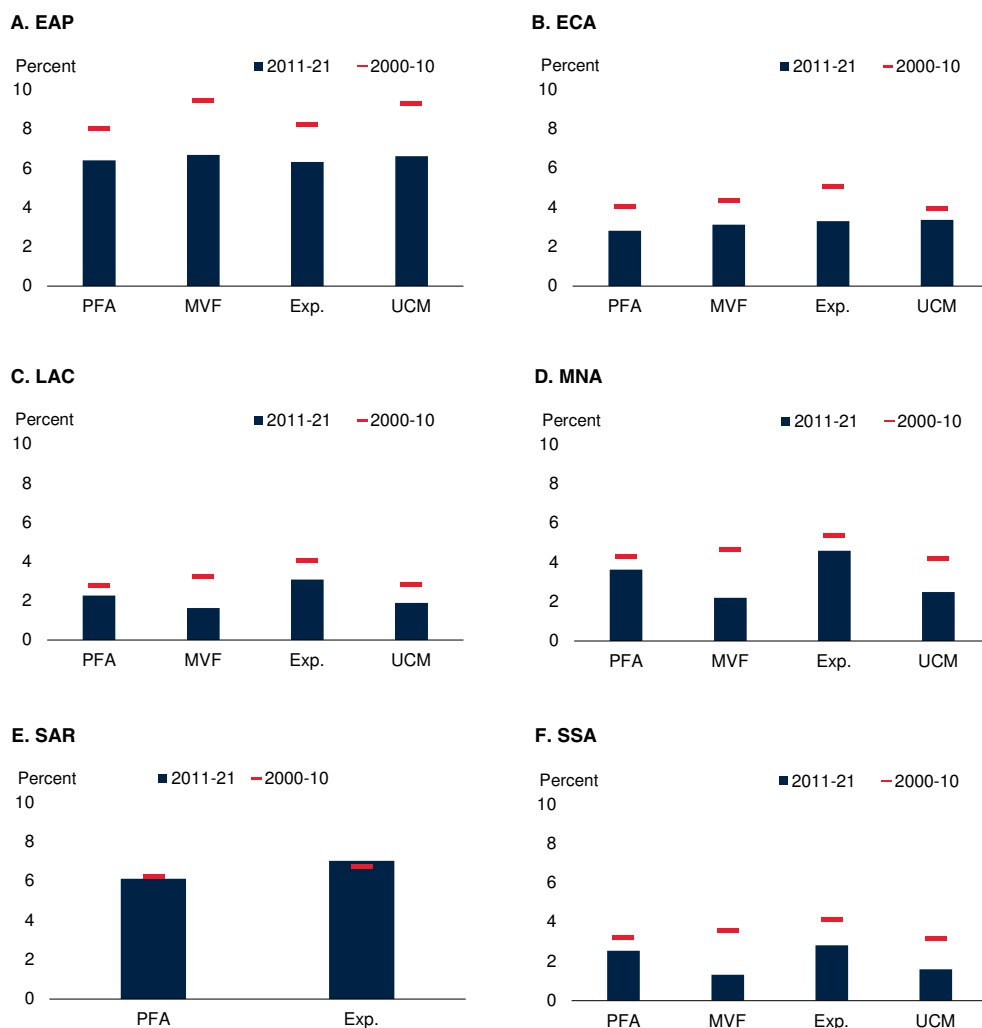 A. EAP
Percent
2011-21 2000-10
10
8
6
4
2
0
PFA MVF Exp. UCM
B. ECA
Percent
2011-21 2000-10
10
8
6
4
2
0
PFA MVF Exp. UCM
C. LAC
Percent
2011-21 2000-10
10
8
6
4
2
0
PFA MVF Exp. UCM
D. MNA
Percent
2011-21 2000-10
10
8
6
4
2
0
PFA MVF Exp. UCM
E. SAR
Percent
2011-21 2000-10
10
8
6
4
2
0
PFA Exp.
F. SSA
Percent
2011-21 2000-10
10
8
6
4
2
0
PFA MVF Exp. UCM